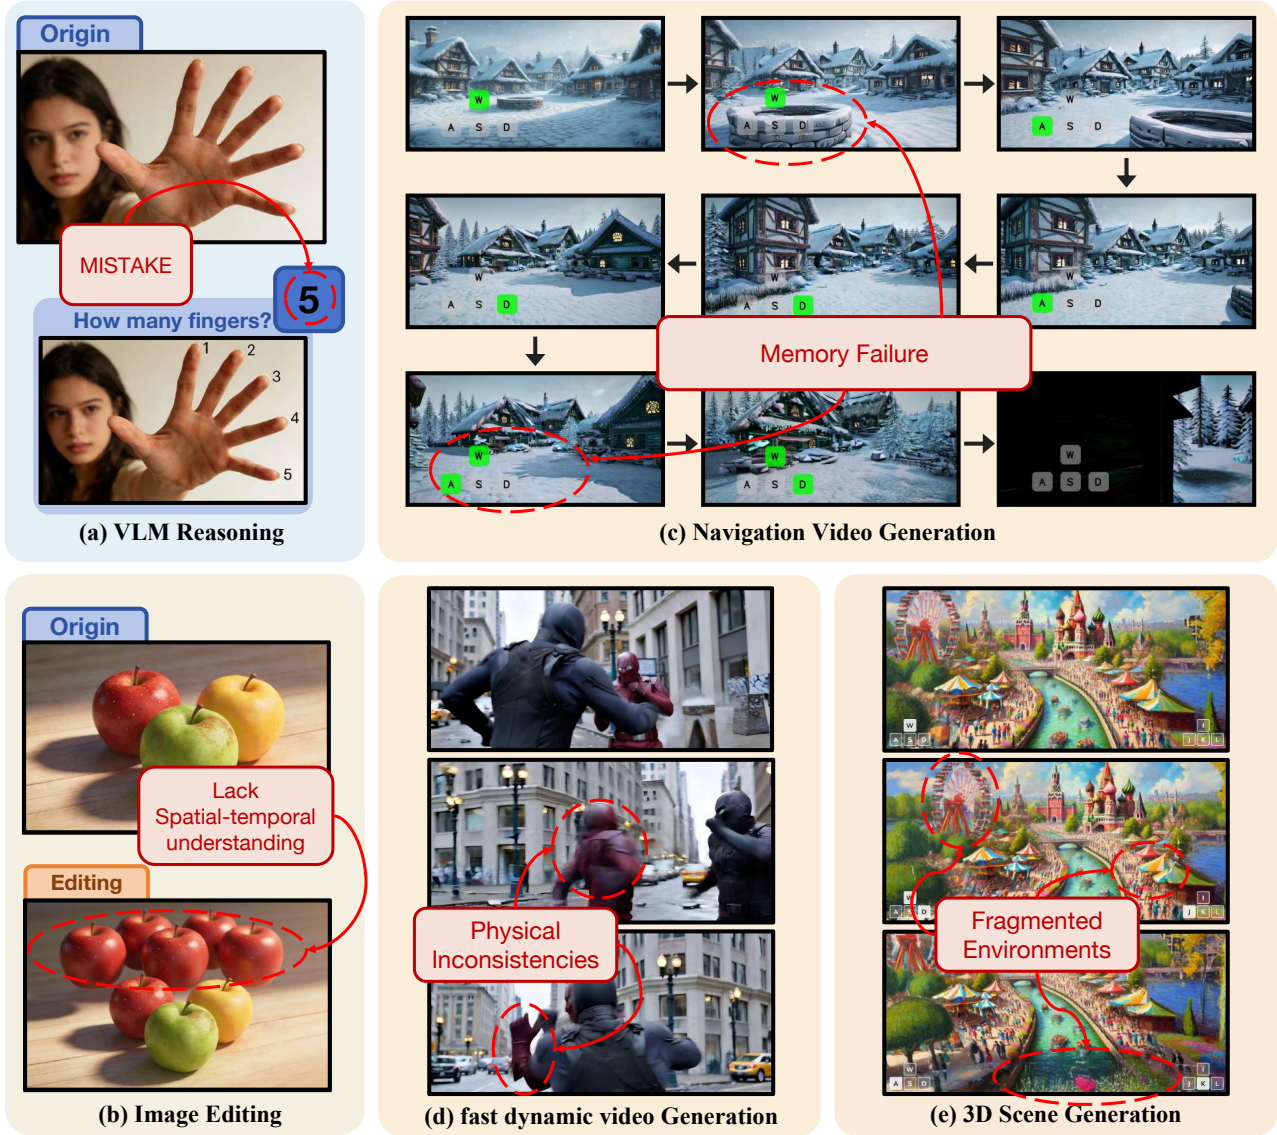 Origin
MISTAKE
5
How many fingers?
1
2
3
4
5
(a) VLM Reasoning
W
A S D
W
A S D
W
A S D
W
A S D
W
A S D
W
A S D
Memory Failure
W
A S D
W
A S D
W
A S D
(c) Navigation Video Generation
Origin
Lack
Spatial-temporal
understanding
Editing
(b) Image Editing
Physical
Inconsistencies
(d) fast dynamic video Generation
W
A S D
I
J K L
W
A S D
I
J K L
Fragmented
Environments
W
A S D
I
J K L
(e) 3D Scene Generation